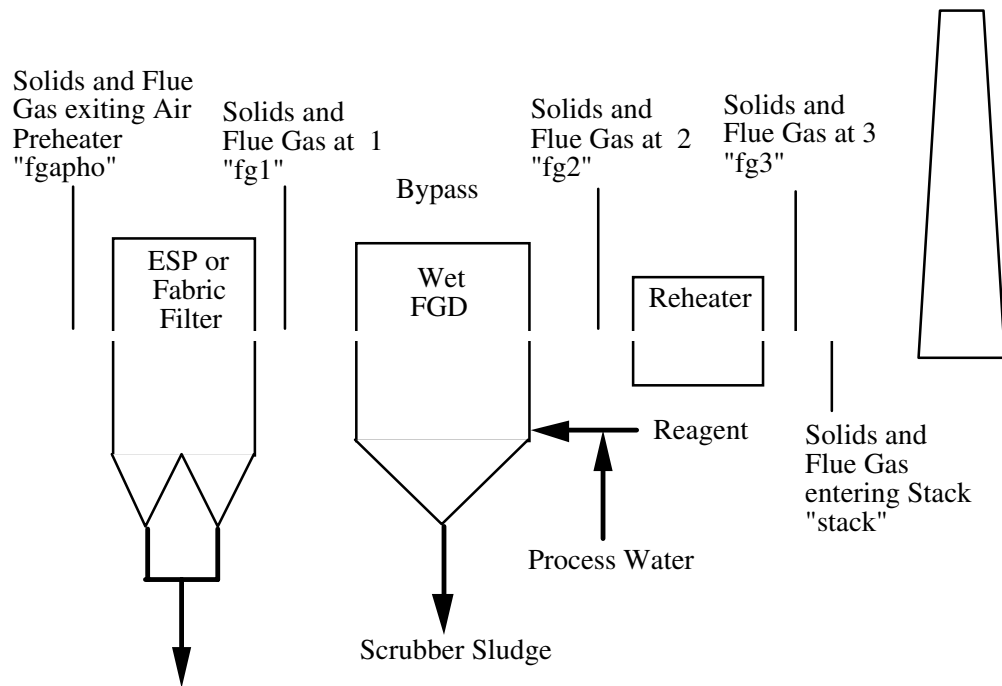 Solids and Flue
Gas exiting Air
Preheater
"fgapho"
Solids and
Flue Gas at  1
"fg1"
Bypass
Solids and
Flue Gas at  2
"fg2"
Solids and
Flue Gas at 3
"fg3"
ESP or
Fabric
Filter
Wet
FGD
Reheater
Reagent
Process Water
Scrubber Sludge
Solids and
Flue Gas
entering Stack
"stack"